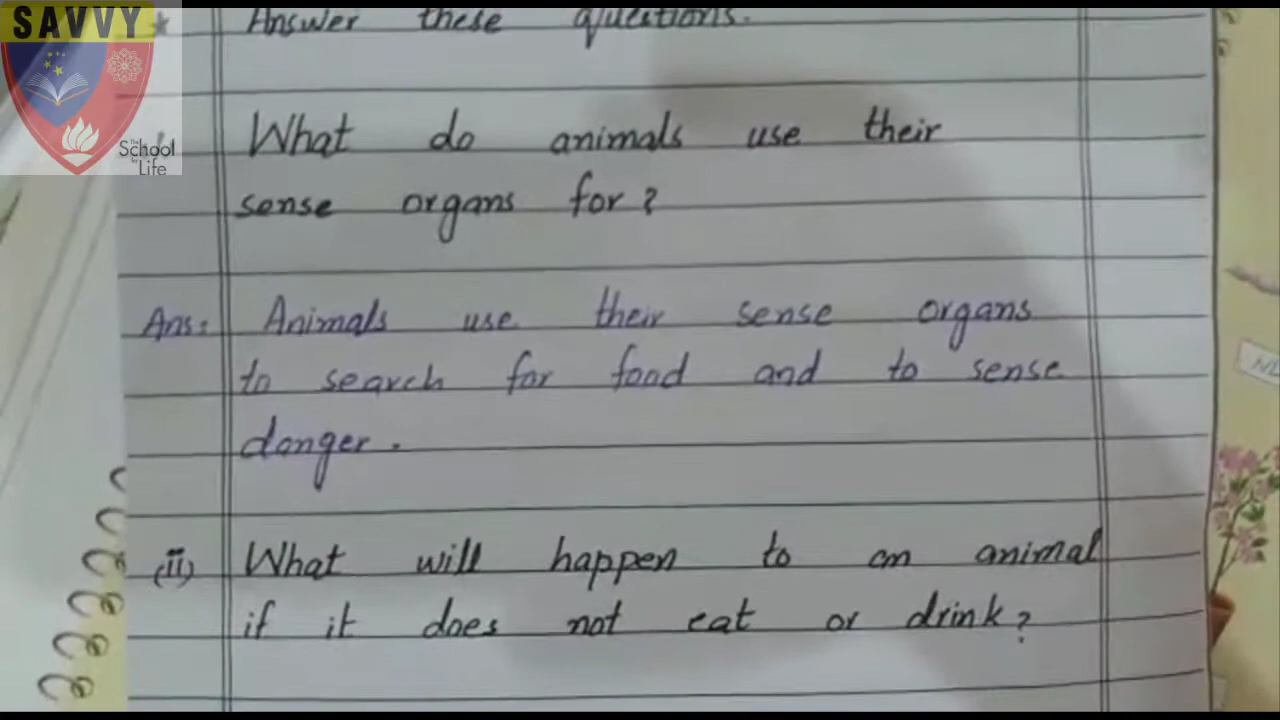 SAVVY
The School
for Life
* Answer these questions.
What do animals use their
sense organs for?
Ans: Animals use their sense organs
to search for food and to sense
danger.
(ii) What will happen to an animal
if it does not eat or drink?